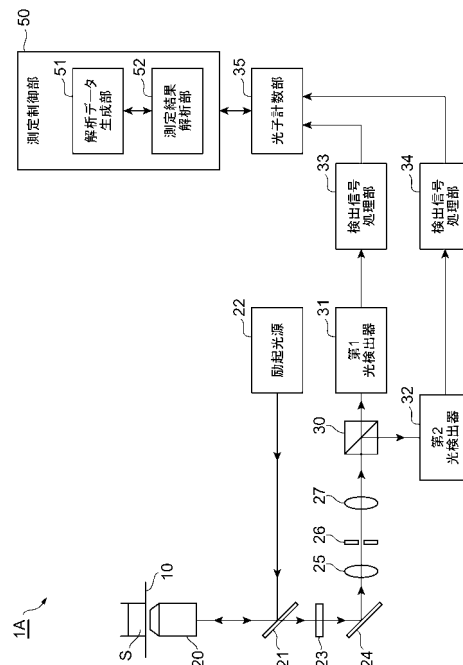 1A
S
10
20
21
22
励起光源
23
24
25
26
27
30
31
第1
光検出器
32
第2
光検出器
33
検出信号
処理部
34
検出信号
処理部
35
光子計数部
50
測定制御部
51
解析データ
生成部
52
測定結果
解析部